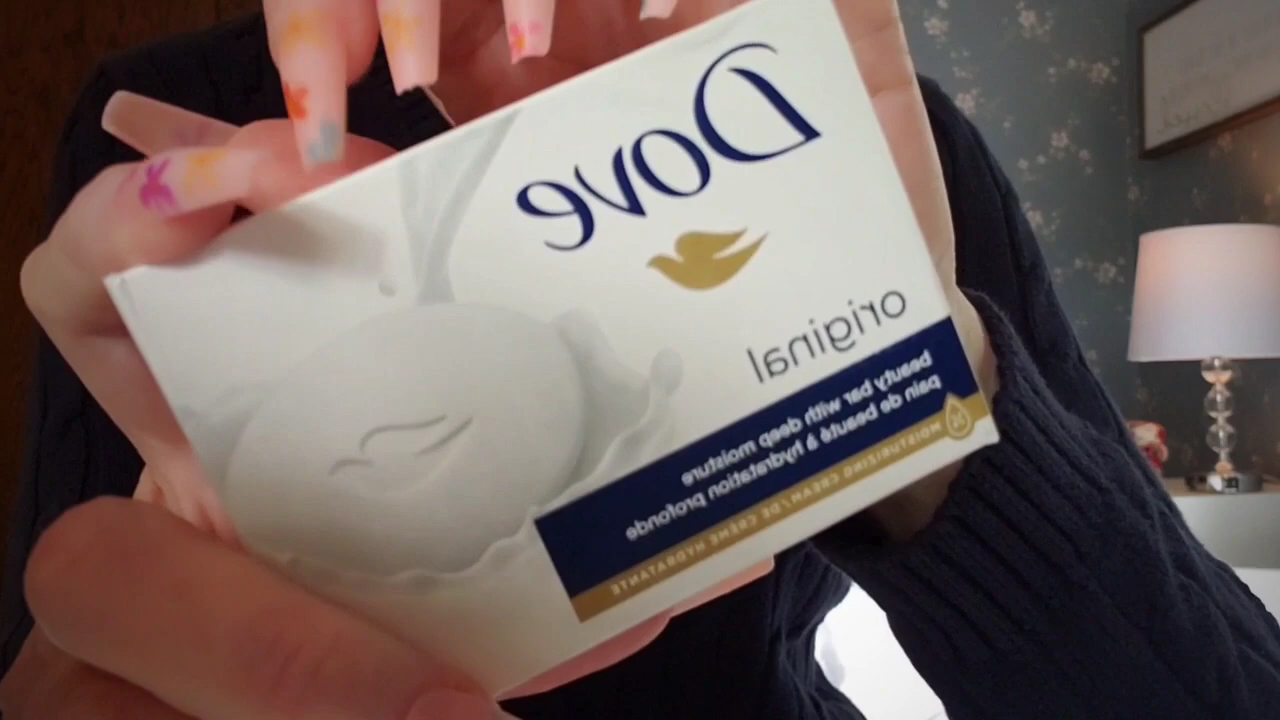 Dove
original
beauty bar with deep moisture
pain de beauté à hydratation profonde
MOISTURIZING CREAM/DE CRÈME HYDRATANTE